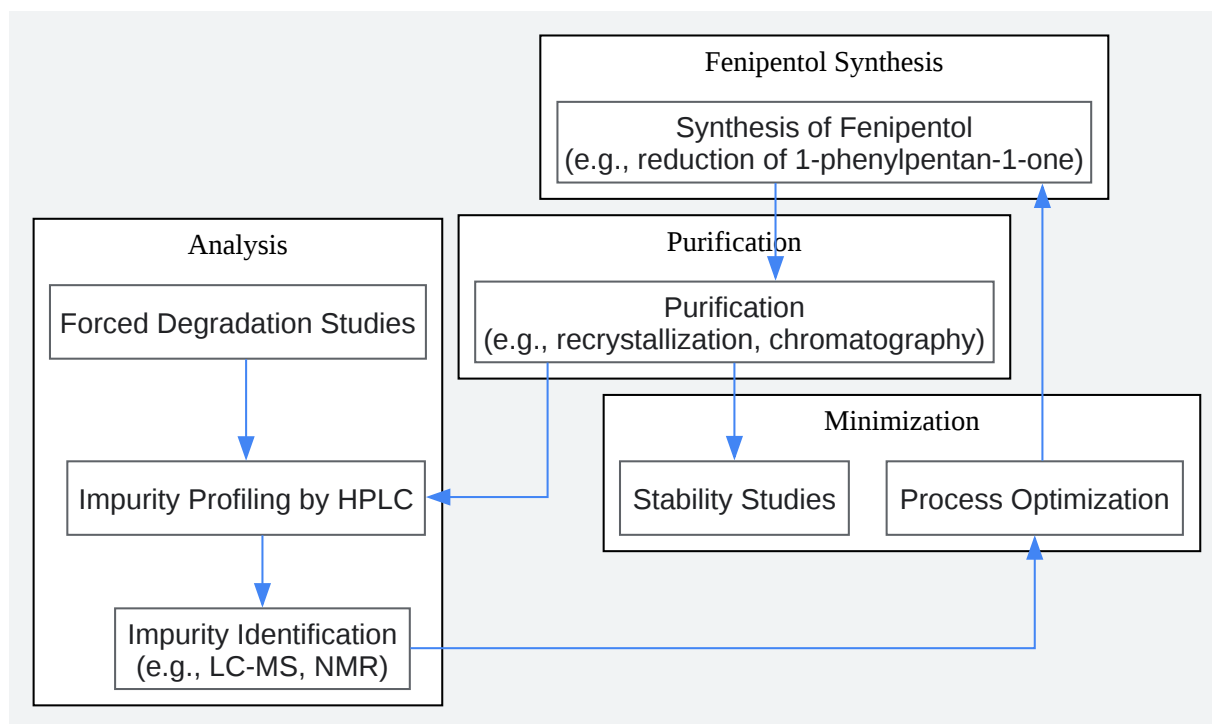 Fenipentol Synthesis
Synthesis of Fenipentol
(e.g., reduction of 1-phenylpentan-1-one)
Purification
Purification
(e.g., recrystallization, chromatography)
Analysis
Forced Degradation Studies
Impurity Profiling by HPLC
Impurity Identification
(e.g., LC-MS, NMR)
Minimization
Stability Studies
Process Optimization